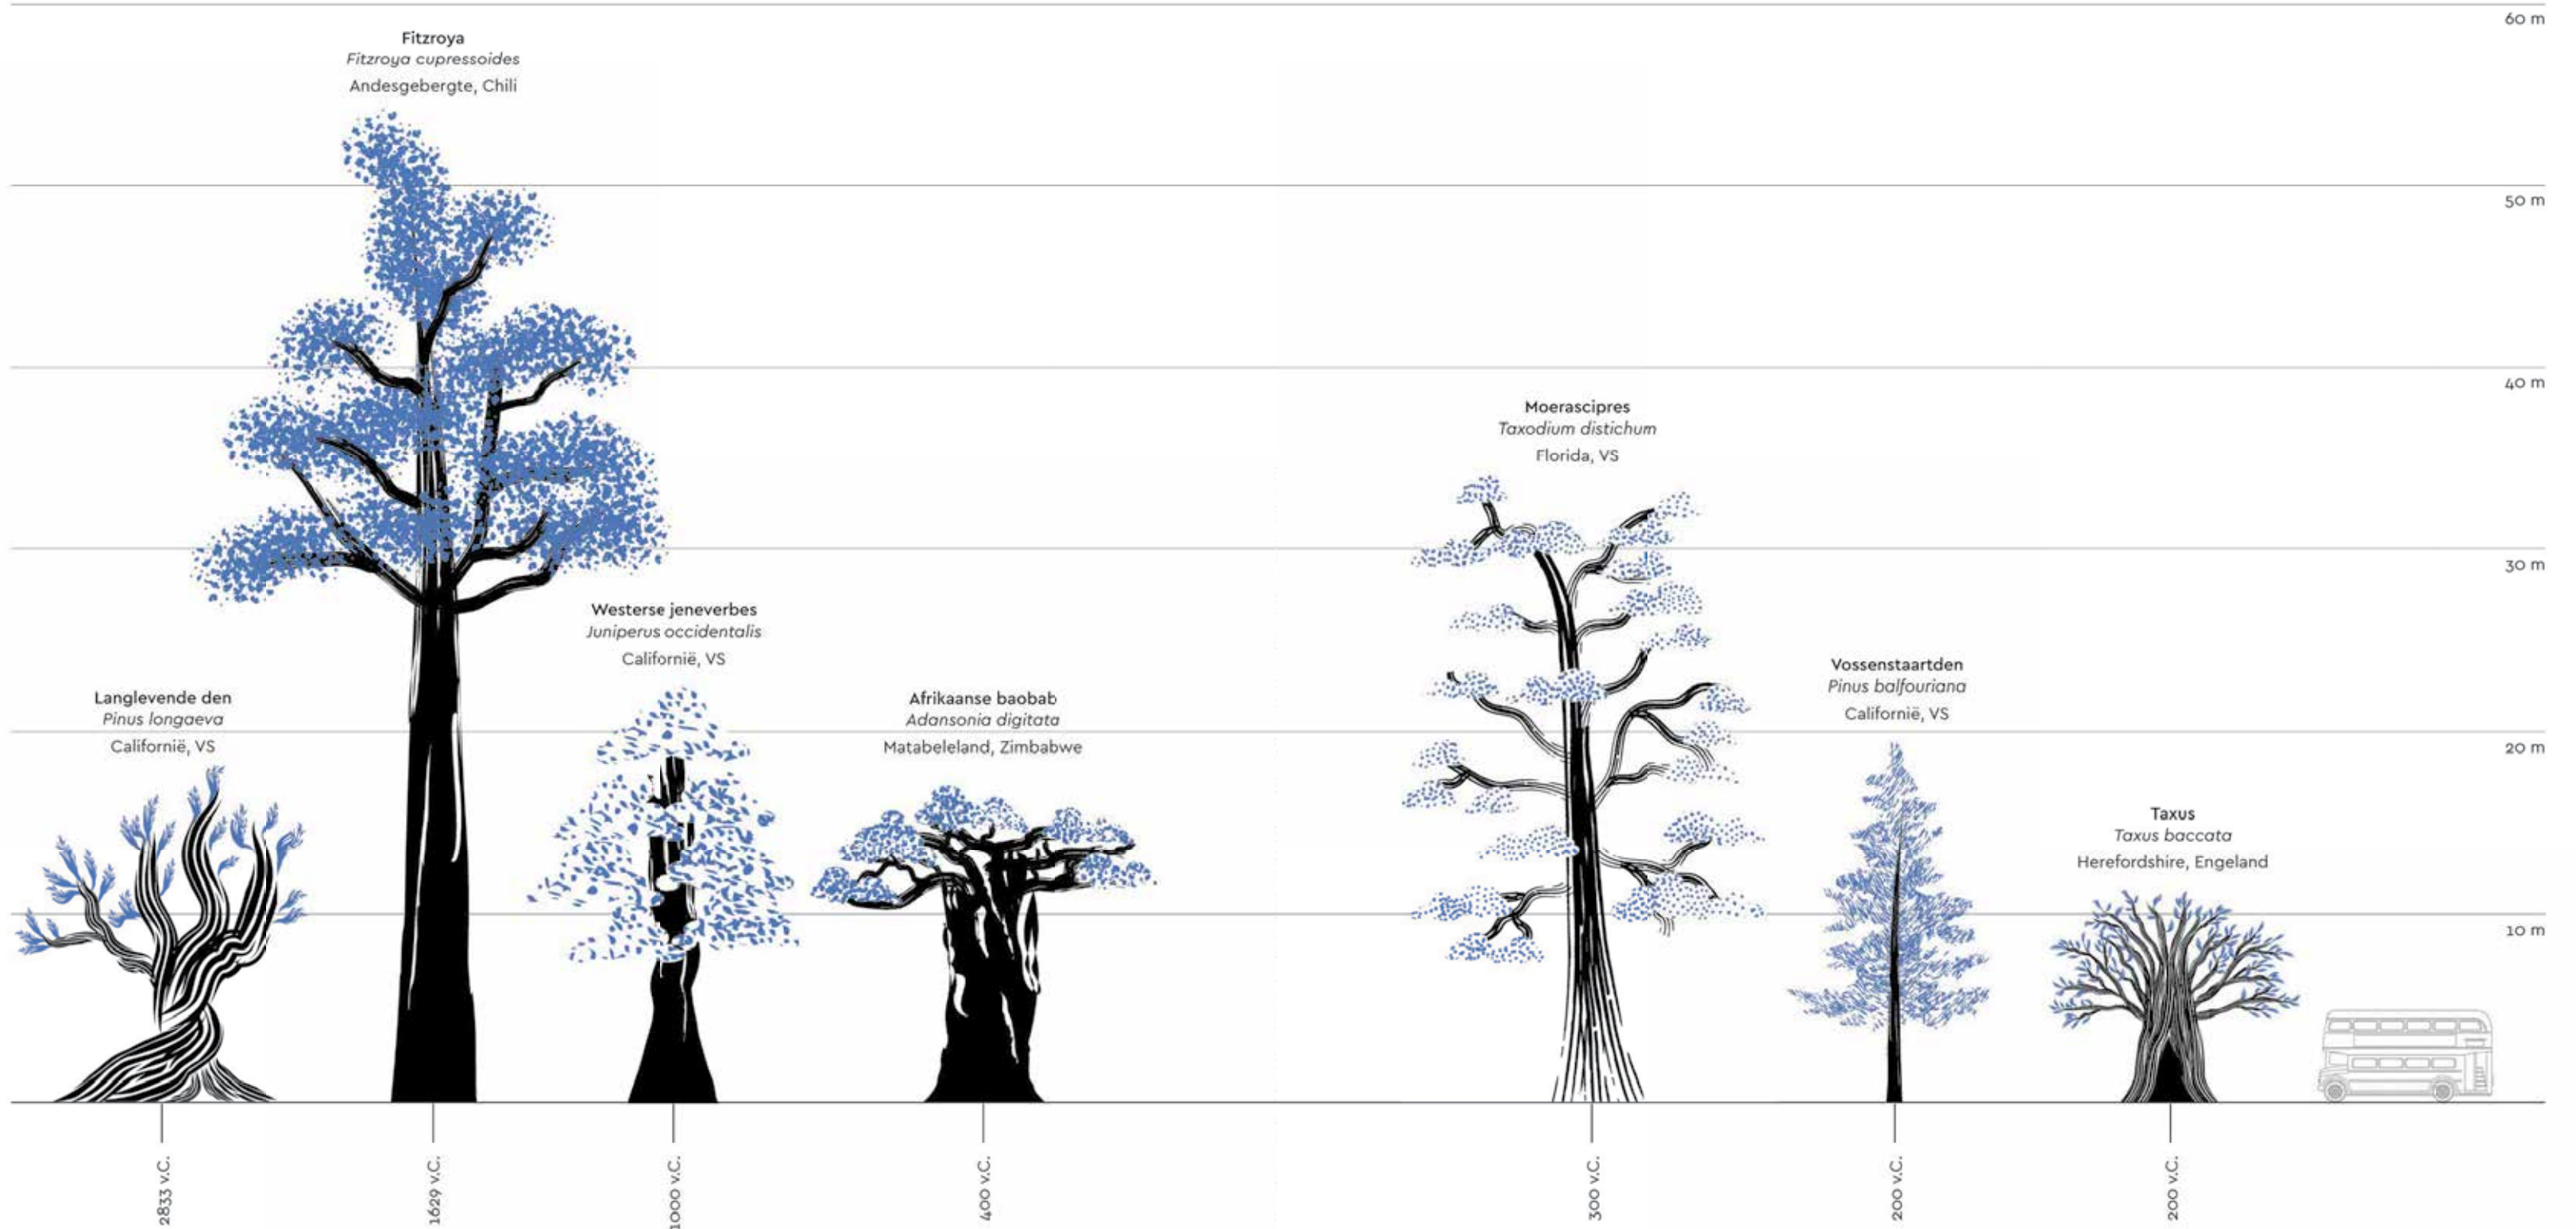 60 m
Fitzroya
Fitzroya cupressoides
Andesgebergte, Chili
50 m
40 m
Moerascipres
Taxodium distichum
Florida, VS
30 m
Westerse jeneverbes
Juniperus occidentalis
Californië, VS
Vossenstaartden
Pinus balfouriana
Californië, VS
Langlevende den
Pinus longaeva
Californië, VS
Afrikaanse baobab
Adansonia digitata
Matabeleland, Zimbabwe
20 m
Taxus
Taxus baccata
Herefordshire, Engeland
10 m
2833 v.C.
1629 v.C.
1000 v.C.
400 v.C.
300 v.C.
200 v.C.
200 v.C.